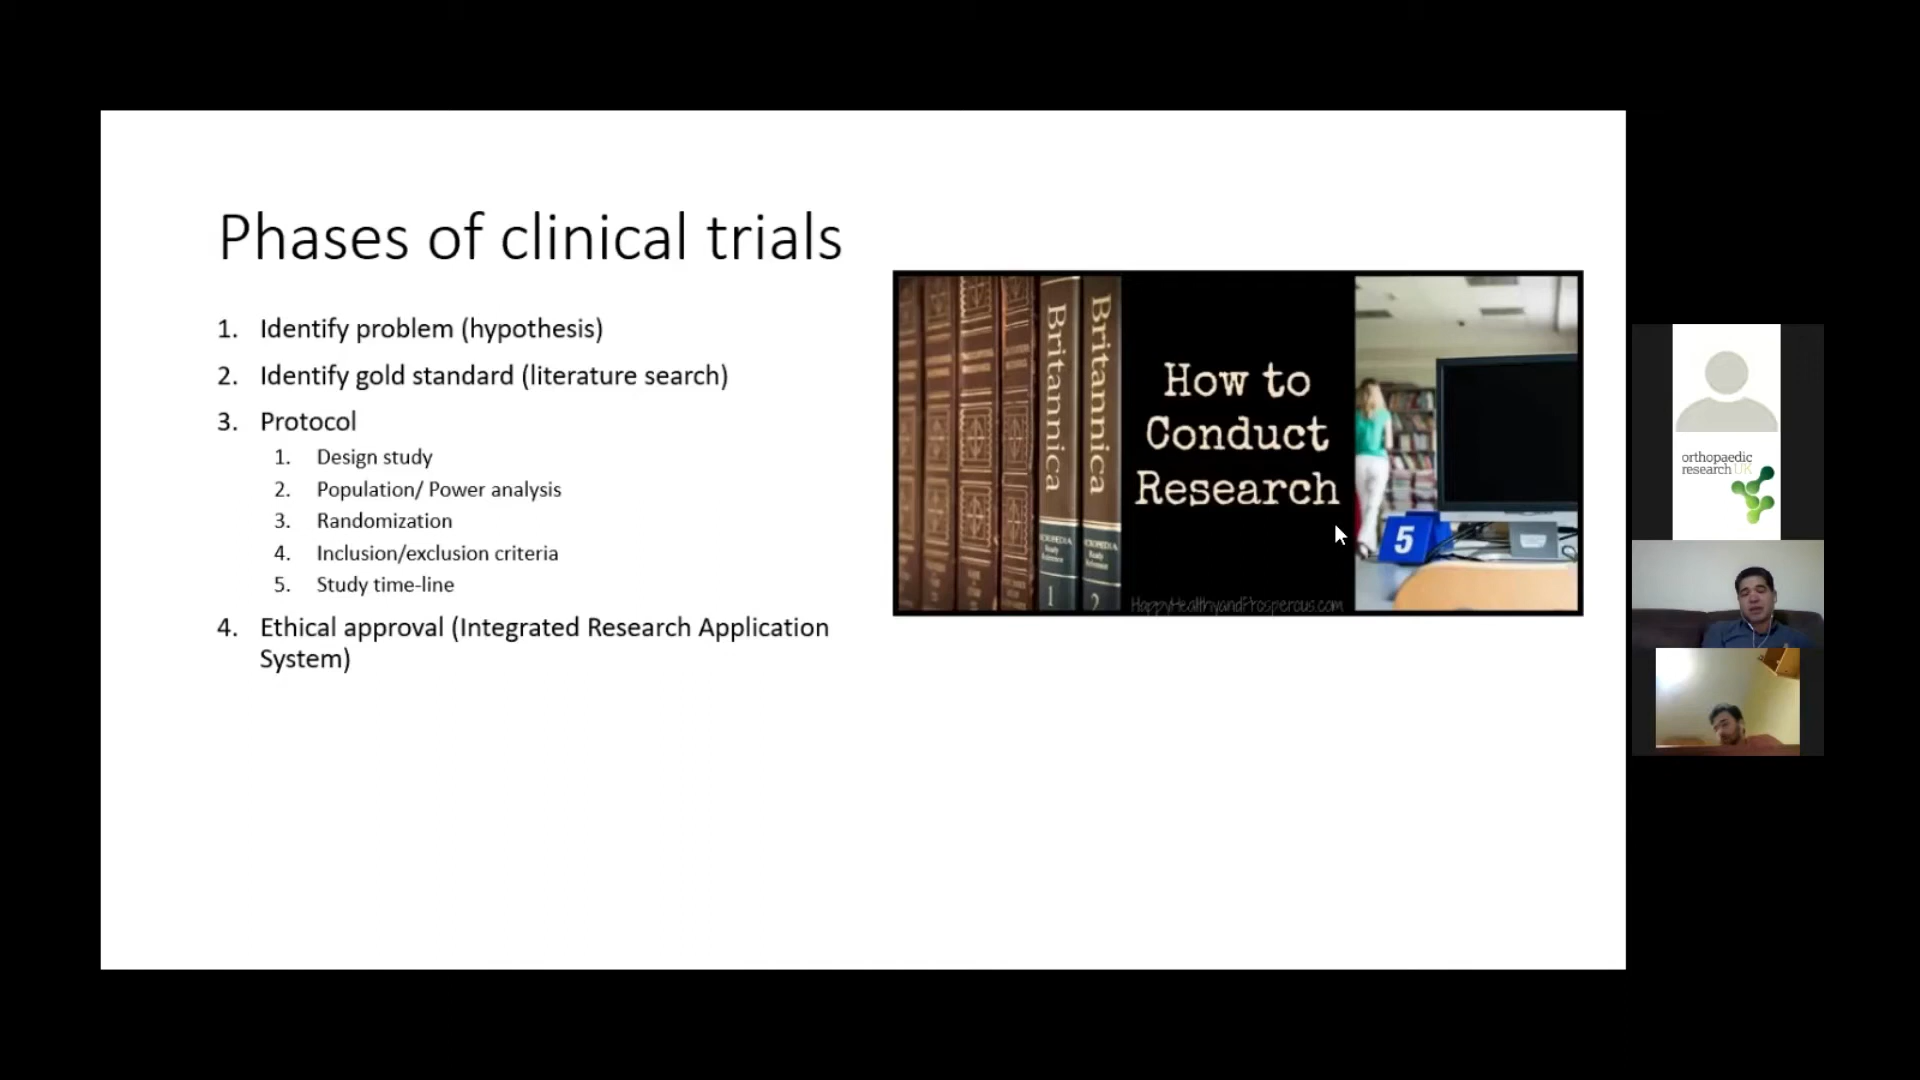 Phases of clinical trials
1. Identify problem (hypothesis)
2. Identify gold standard (literature search)
3. Protocol
1. Design study
2. Population/ Power analysis
3. Randomization
4. Inclusion/exclusion criteria
5. Study time-line
4. Ethical approval (Integrated Research Application
System)
Britannica
Britannica
1
2
How to
Conduct
Research
HappyHealthyandProsperous.com
5
orthopaedic
research UK